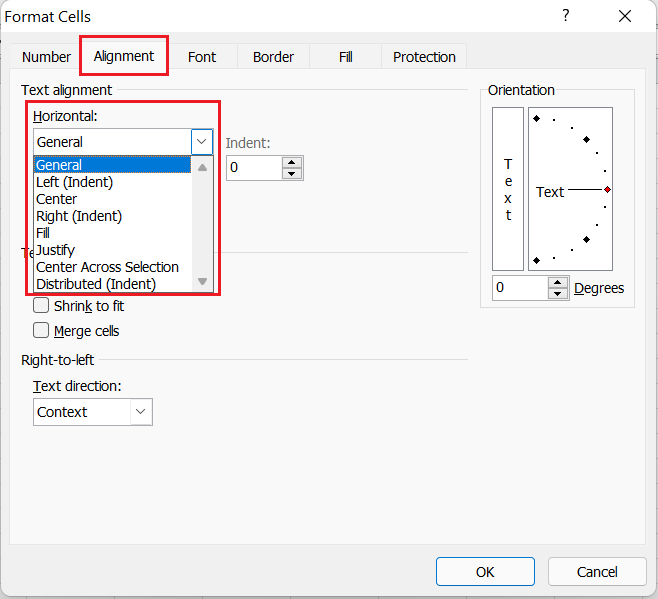 Format Cells ?
Number Alignment Font Border Fill Protection
Text alignment
Horizontal:
General
Indent:
0
General
Left (Indent)
Center
Right (Indent)
Fill
Justify
Center Across Selection
Distributed (Indent)
Shrink to fit
Merge cells
Right-to-left
Text direction:
Context
Orientation
Text
Text
0 Degrees
OK Cancel